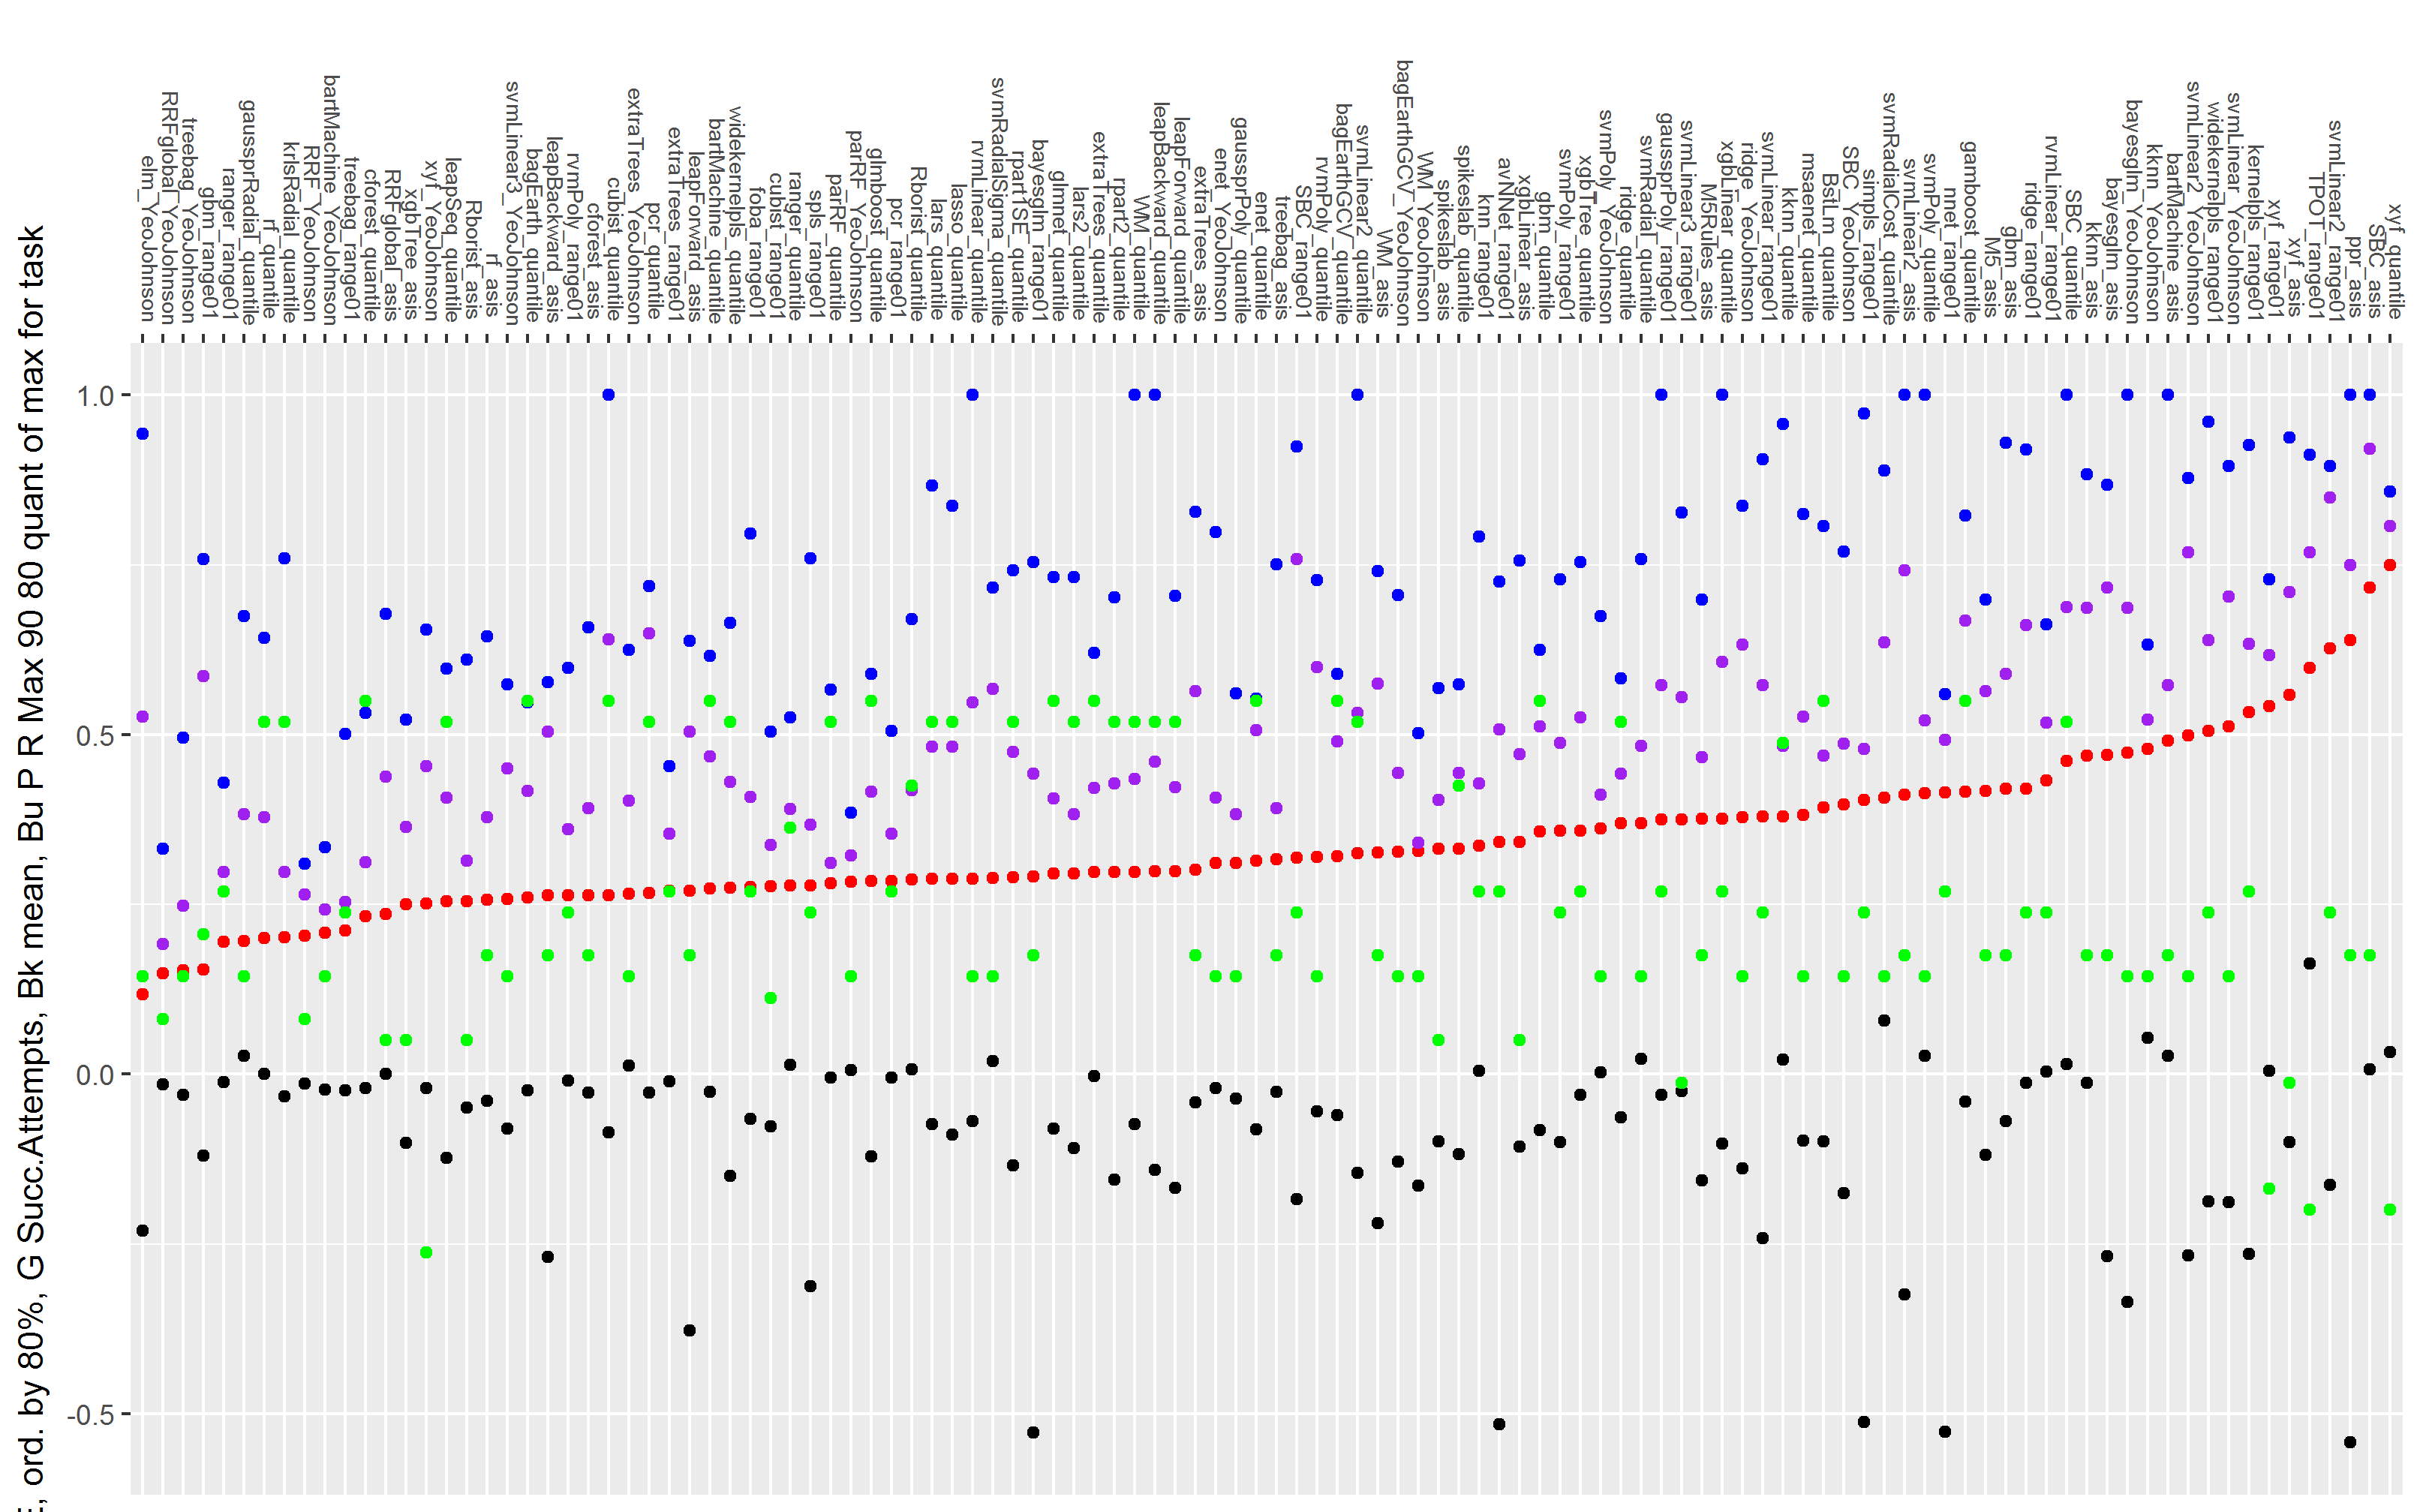 elm_YeoJohnson
RRFglobal_YeoJohnson
treebag_YeoJohnson
gbm_range01
ranger_range01
gaussprRadial_quantile
rf_quantile
krlsRadial_quantile
RRF_YeoJohnson
bartMachine_YeoJohnson
treebag_range01
cforest_quantile
RRFglobal_asis
xgbTree_asis
xyf_YeoJohnson
leapSeq_quantile
Rborist_asis
rf_asis
svmLinear3_YeoJohnson
bagEarth_quantile
leapBackward_asis
rvmPoly_range01
cforest_asis
cubist_quantile
extraTrees_YeoJohnson
pcr_quantile
extraTrees_range01
leapForward_asis
bartMachine_quantile
widekernelpls_quantile
foba_range01
cubist_range01
ranger_quantile
spls_range01
parRF_quantile
parRF_YeoJohnson
glmboost_quantile
pcr_range01
Rborist_quantile
lars_quantile
lasso_quantile
rvmLinear_quantile
svmRadialSigma_quantile
rpart1SE_quantile
bayesglm_range01
glmnet_quantile
lars2_quantile
extraTrees_quantile
rpart2_quantile
WM_quantile
leapBackward_quantile
leapForward_quantile
extraTrees_asis
enet_YeoJohnson
gaussprPoly_quantile
enet_quantile
treebag_asis
SBC_range01
rvmPoly_quantile
bagEarthGCV_quantile
svmLinear2_quantile
WM_asis
bagEarthGCV_YeoJohnson
WM_YeoJohnson
spikeslab_asis
spikeslab_quantile
knn_range01
avNNet_range01
xgbLinear_asis
gbm_quantile
svmPoly_range01
xgbTree_quantile
svmPoly_YeoJohnson
ridge_quantile
svmRadial_quantile
gaussprPoly_range01
svmLinear3_range01
M5Rules_asis
xgbLinear_quantile
ridge_YeoJohnson
svmLinear_range01
kknn_quantile
msaenet_quantile
BstLm_quantile
SBC_YeoJohnson
simpls_range01
svmRadialCost_quantile
svmLinear2_asis
svmPoly_quantile
nnet_range01
gamboost_quantile
M5_asis
gbm_asis
ridge_range01
rvmLinear_range01
SBC_quantile
kknn_asis
bayesglm_asis
bayesglm_YeoJohnson
kknn_YeoJohnson
bartMachine_asis
svmLinear2_YeoJohnson
widekernelpls_range01
svmLinear_YeoJohnson
kernelpls_range01
xyf_range01
xyf_asis
TPOT_range01
svmLinear2_range01
ppr_asis
SBC_asis
xyf_quantile
, ord. by 80%, G Succ.Attempts, Bk mean, Bu P R Max 90 80 quant of max for task
1.0
0.5
0.0
-0.5